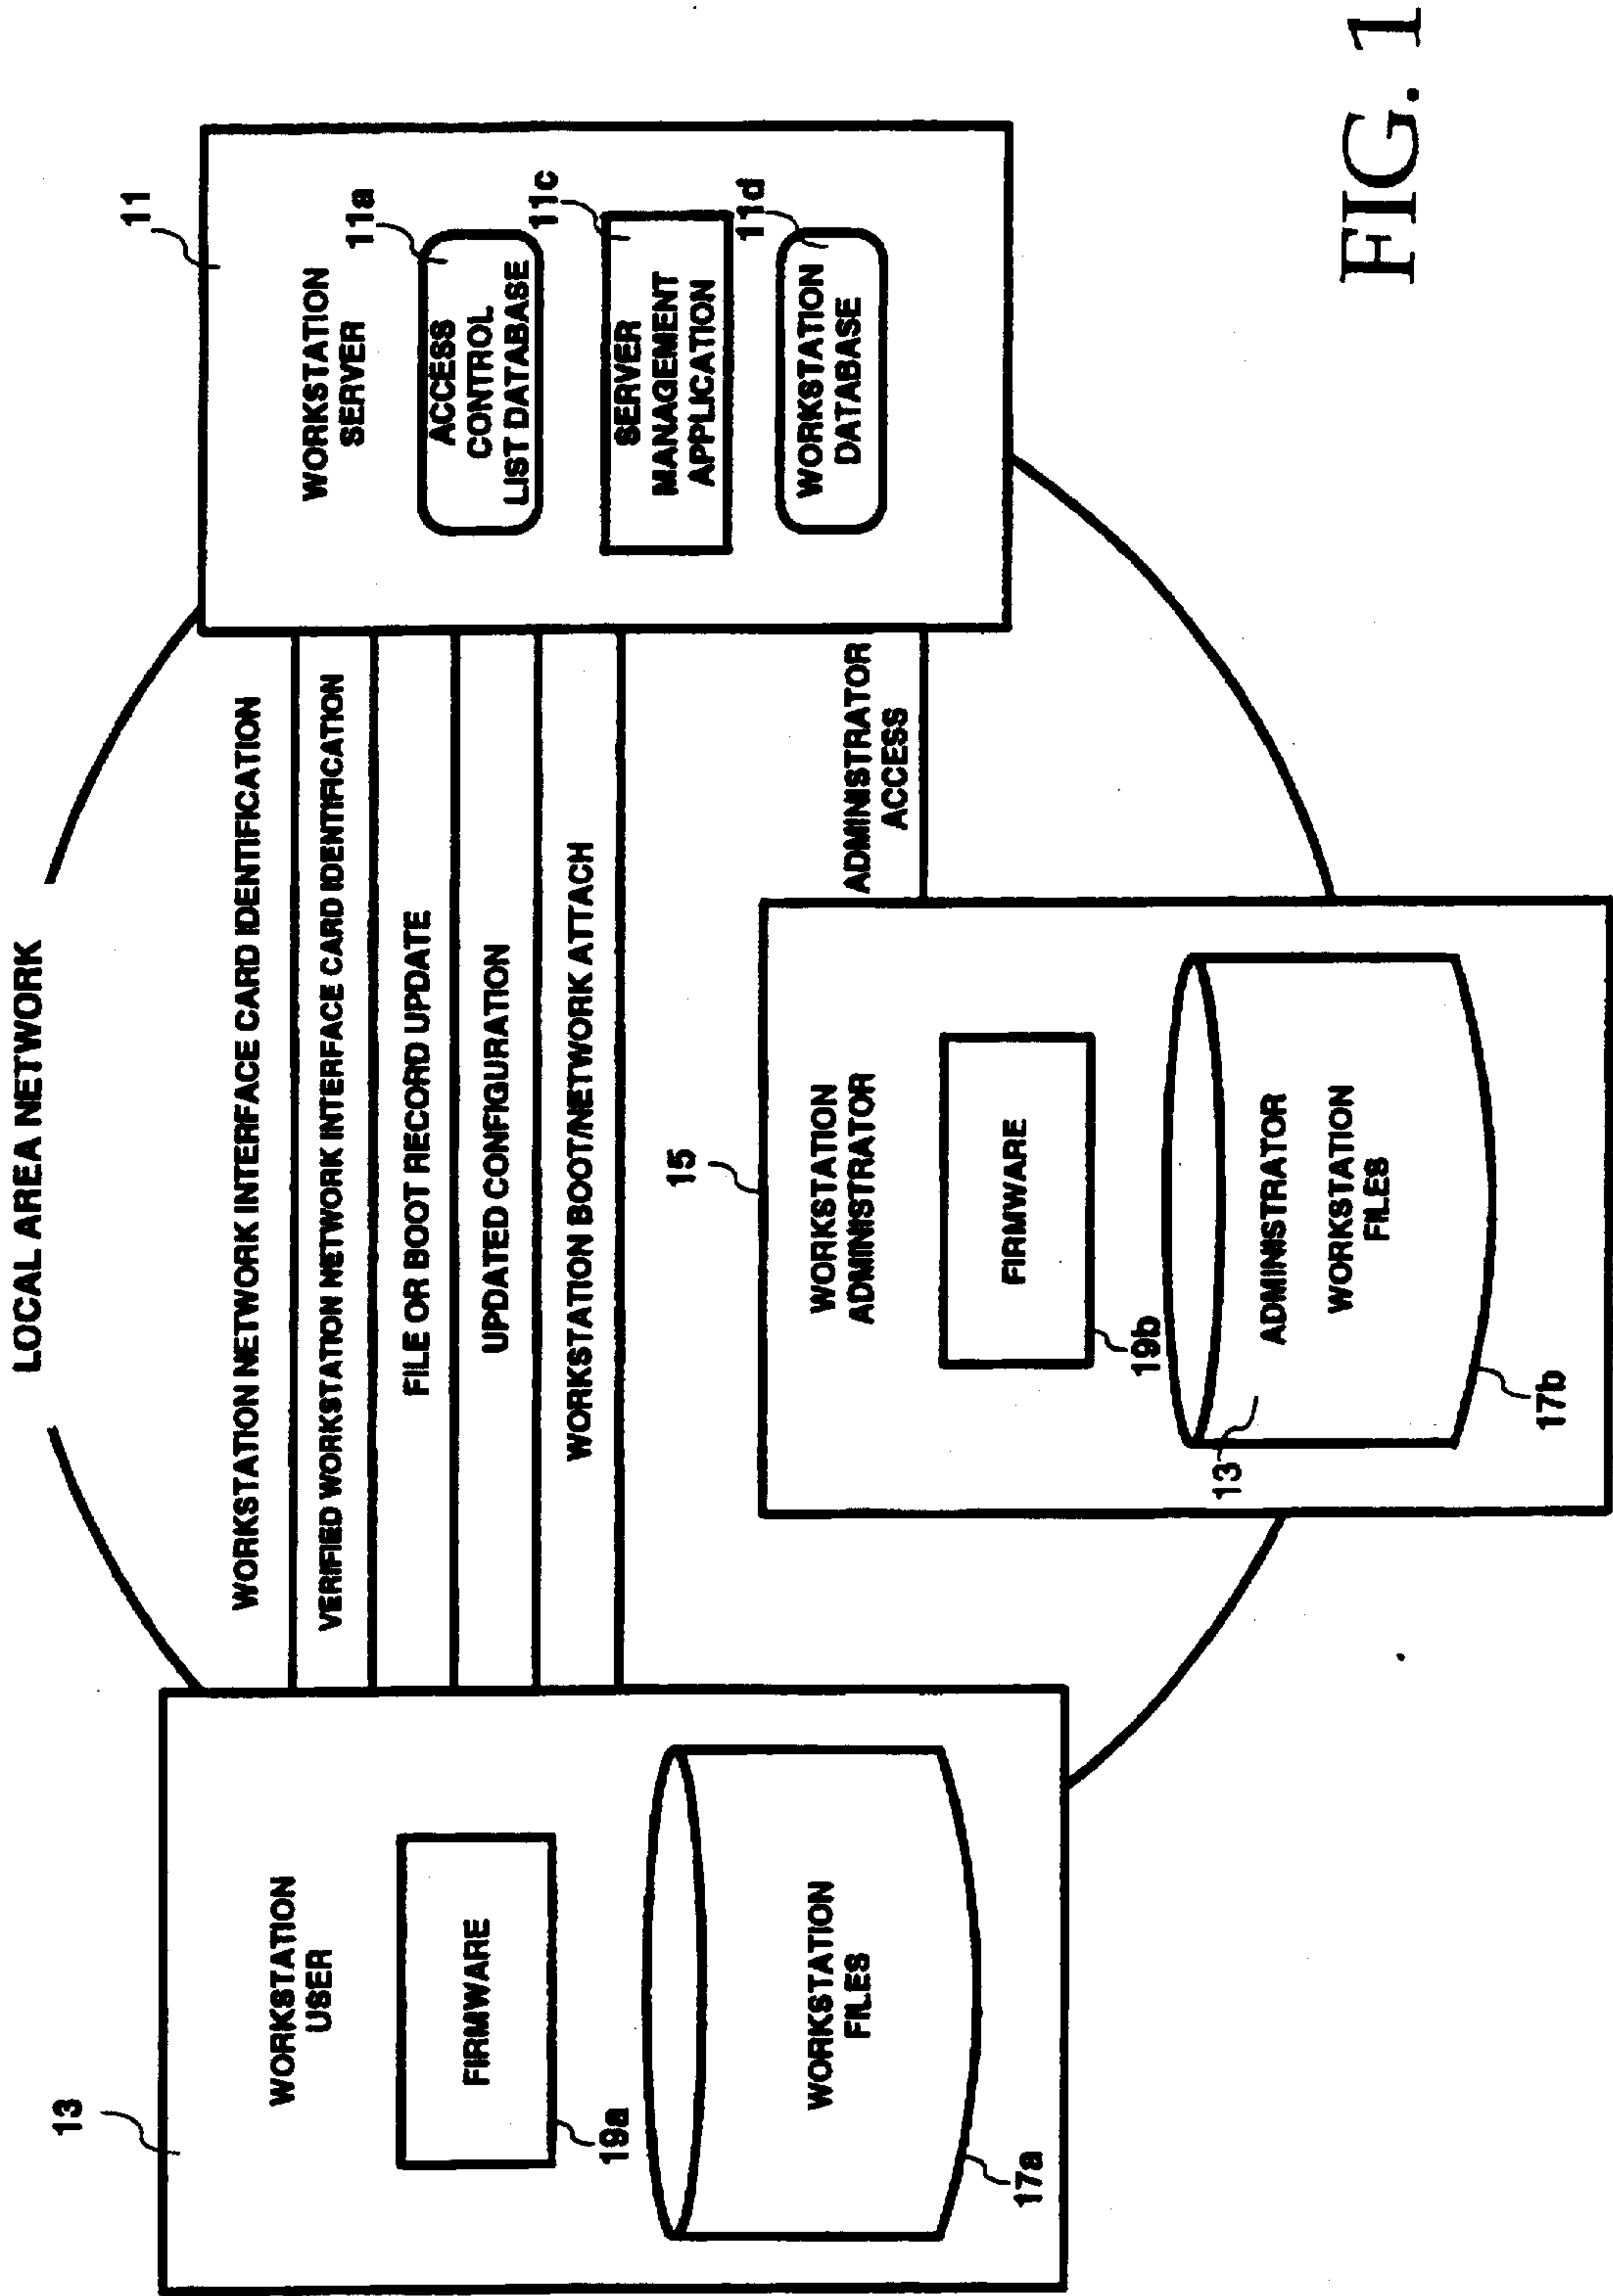 LOCAL AREA NETWORK
13
WORKSTATION
USER
FIRMWARE
19a
WORKSTATION
FILES
17a
WORKSTATION NETWORK INTERFACE CARD IDENTIFICATION
VERIFIED WORKSTATION NETWORK INTERFACE CARD IDENTIFICATION
FILE OR BOOT RECORD UPDATE
UPDATED CONFIGURATION
WORKSTATION BOOT/NETWORK ATTACH
ADMINISTRATOR
ACCESS
11
WORKSTATION
SERVER
11a
ACCESS
CONTROL
LIST DATABASE
11c
SERVER
MANAGEMENT
APPLICATION
11d
WORKSTATION
DATABASE
15
WORKSTATION
ADMINISTRATOR
FIRMWARE
19b
13
ADMINISTRATOR
WORKSTATION
FILES
17b
FIG. 1